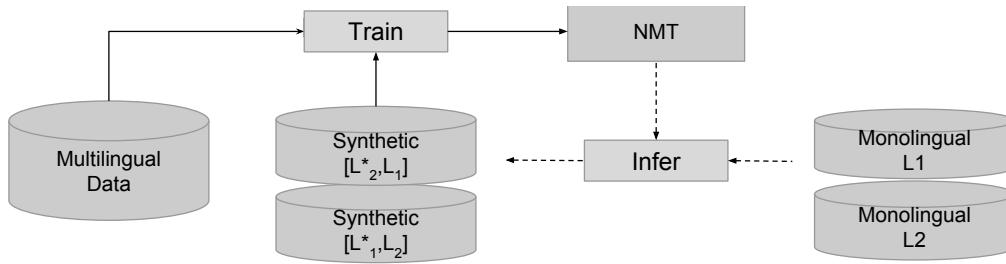 Train
NMT
Multilingual
Data
Synthetic
[L*₂,L₁]
Synthetic
[L*₁,L₂]
Infer
Monolingual
L1
Monolingual
L2